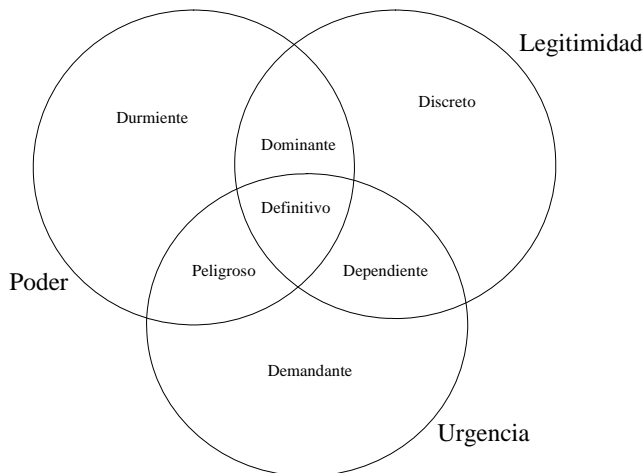 Legitimidad
Discreto
Durmiente
Dominante
Definitivo
Peligroso
Dependiente
Poder
Demandante
Urgencia